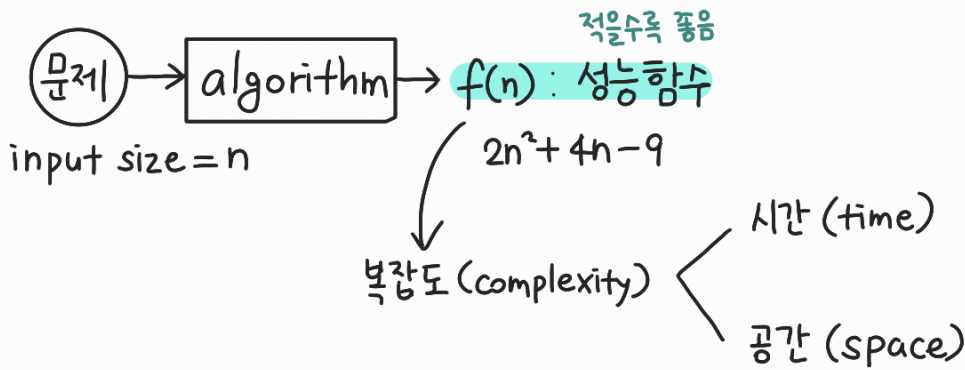 적을수록 좋음
문제 algorithm f(n) : 성능함수
input size = n 2n²+ 4n - 9
시간 (time)
복잡도 (complexity)
공간 (space)